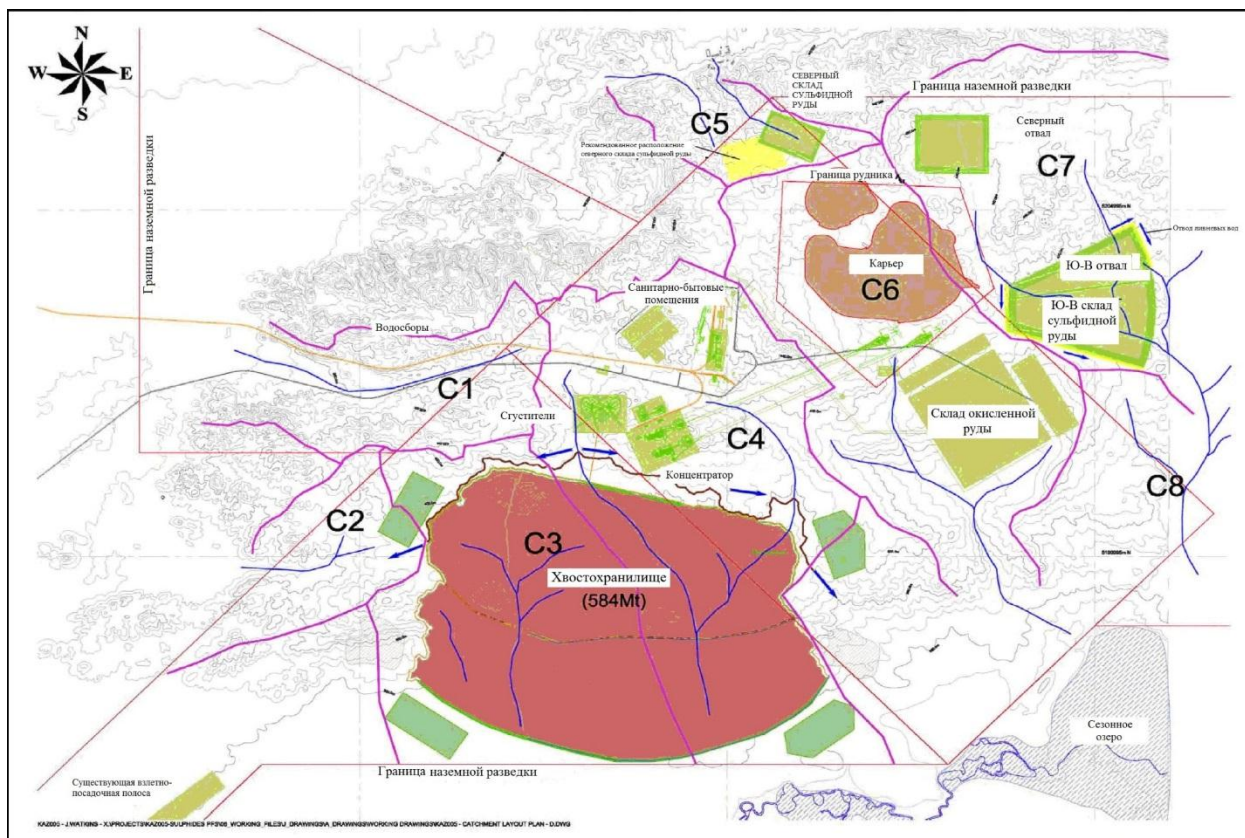 N
W
E
S
СЕВЕРНЫЙ
СКЛАД
СУЛЬФИДНОЙ
РУДЫ
Граница наземной разведки
C5
Северный
отвал
Рекомендованное расположение
северного склада сульфидной руды
C7
Граница рудника
Граница наземной разведки
Отвод ливневых вод
Ю-В отвал
Карьер
C6
Санитарно-бытовые
помещения
Ю-В склад
сульфидной
руды
Водосборы
C1
Сгустители
Склад окисленной
руды
C4
Концентратор
C8
C2
C3
Хвостохранилище
(584Mt)
Сезонное
озеро
Существующая взлетно-
посадочная полоса
Граница наземной разведки